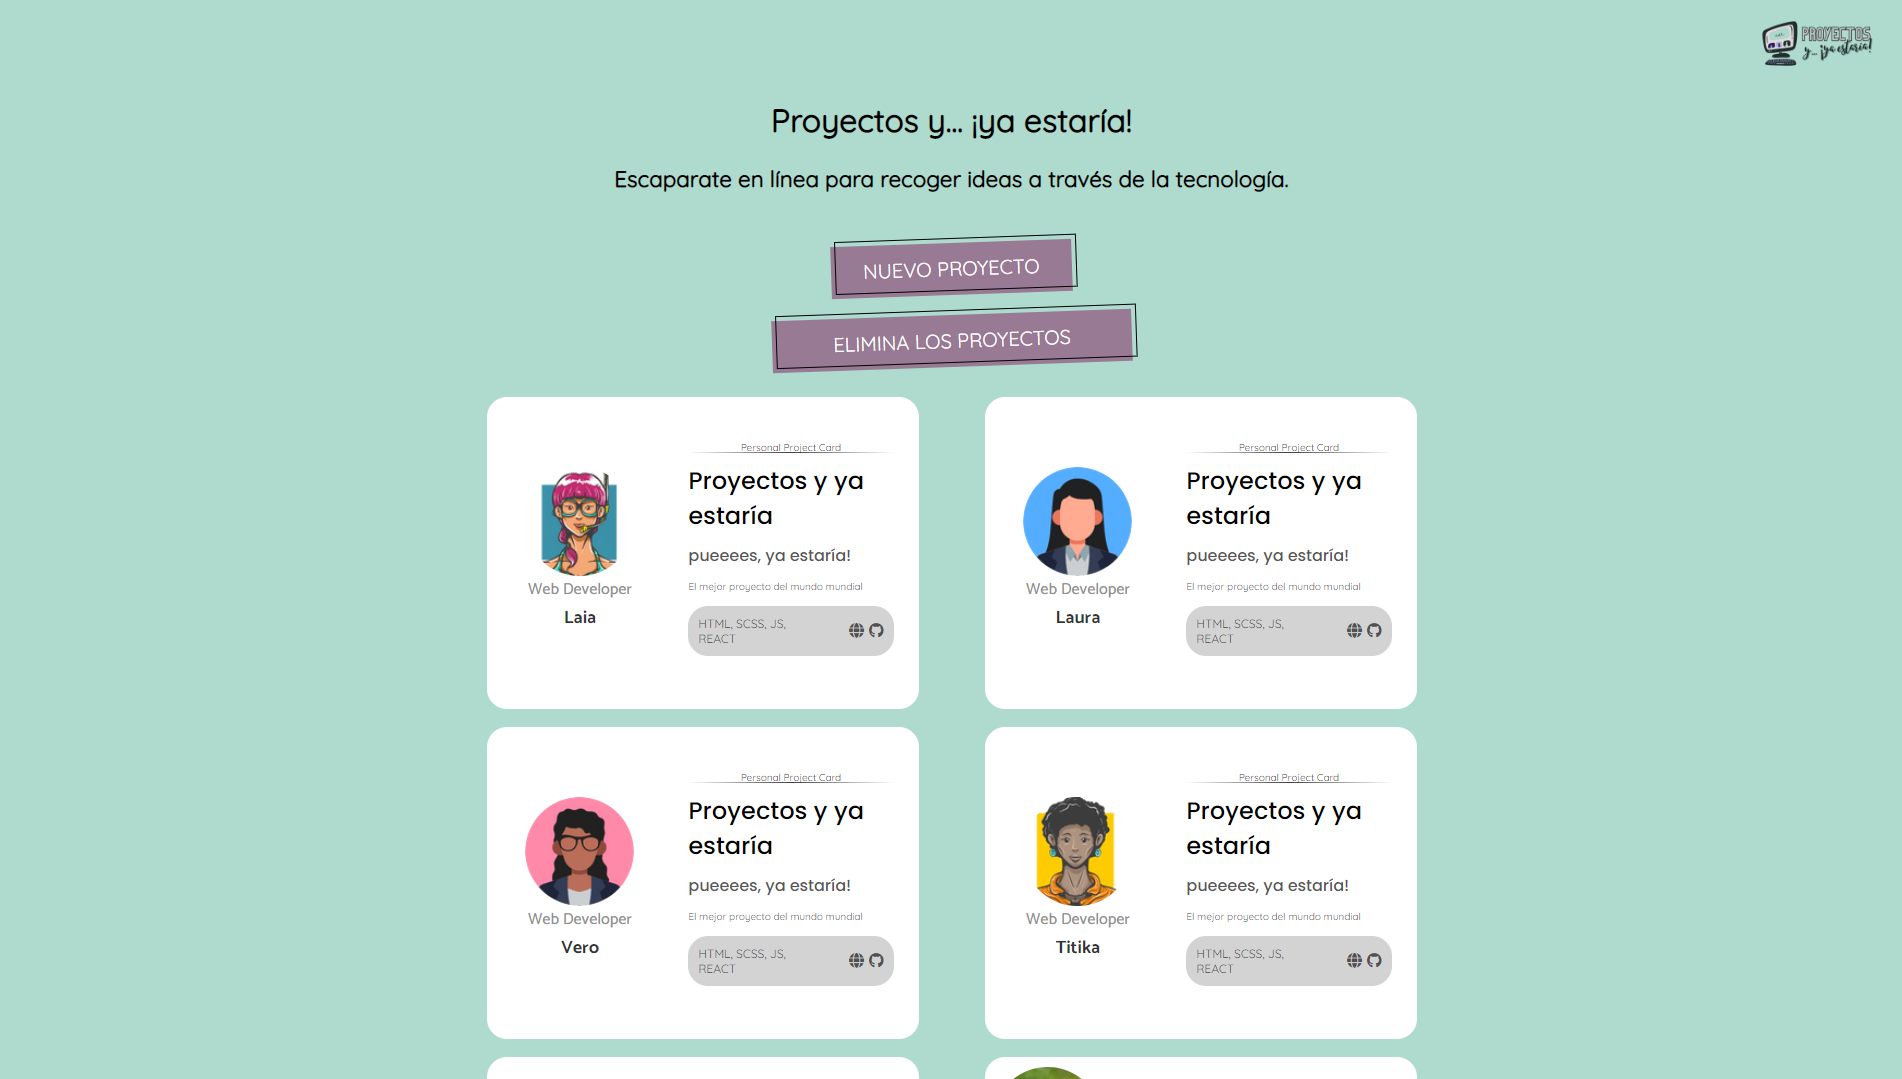 PROYECTOS
y... ¡ya estaría!
Proyectos y... ¡ya estaría!
Escaparate en línea para recoger ideas a través de la tecnología.
NUEVO PROYECTO
ELIMINA LOS PROYECTOS
Personal Project Card
Proyectos y ya
estaría
pueeees, ya estaría!
El mejor proyecto del mundo mundial
HTML, SCSS, JS,
REACT
Web Developer
Laia
Personal Project Card
Proyectos y ya
estaría
pueeees, ya estaría!
El mejor proyecto del mundo mundial
HTML, SCSS, JS,
REACT
Web Developer
Laura
Personal Project Card
Proyectos y ya
estaría
pueeees, ya estaría!
El mejor proyecto del mundo mundial
HTML, SCSS, JS,
REACT
Web Developer
Vero
Personal Project Card
Proyectos y ya
estaría
pueeees, ya estaría!
El mejor proyecto del mundo mundial
HTML, SCSS, JS,
REACT
Web Developer
Titika